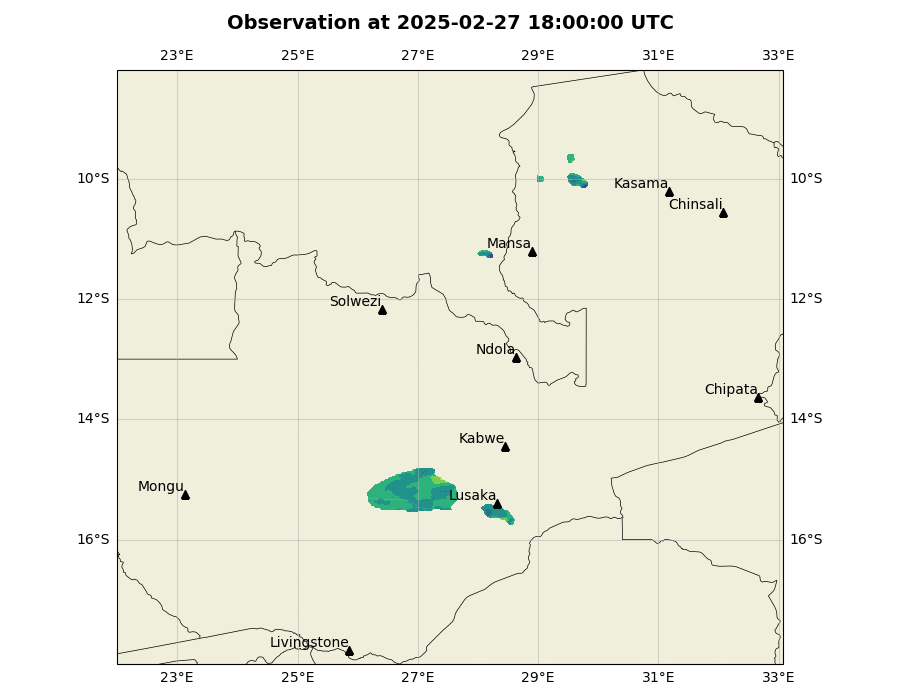 Observation at 2025-02-27 18:00:00 UTC
23°E 25°E 27°E 29°E 31°E 33°E
10°S 10°S
Kasama
Chinsali
Mansa
12°S 12°S
Solwezi
Ndola
Chipata
14°S 14°S
Kabwe
Mongu
Lusaka
16°S 16°S
Livingstone
23°E 25°E 27°E 29°E 31°E 33°E